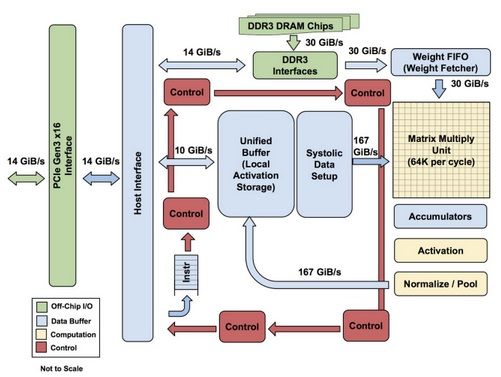 DDR3 DRAM Chips
14 GiB/s
30 GiB/s
DDR3
Interfaces
30 GiB/s
Weight FIFO
(Weight Fetcher)
30 GiB/s
Control
Control
PCIe Gen3 x16
Interface
14 GiB/s
14 GiB/s
Host Interface
10 GiB/s
Unified
Buffer
(Local
Activation
Storage)
Systolic
Data
Setup
167
GiB/s
Matrix Multiply
Unit
(64K per cycle)
Control
Accumulators
Activation
Instr
167 GiB/s
Normalize / Pool
Off-Chip I/O
Data Buffer
Computation
Control
Control
Control
Not to Scale